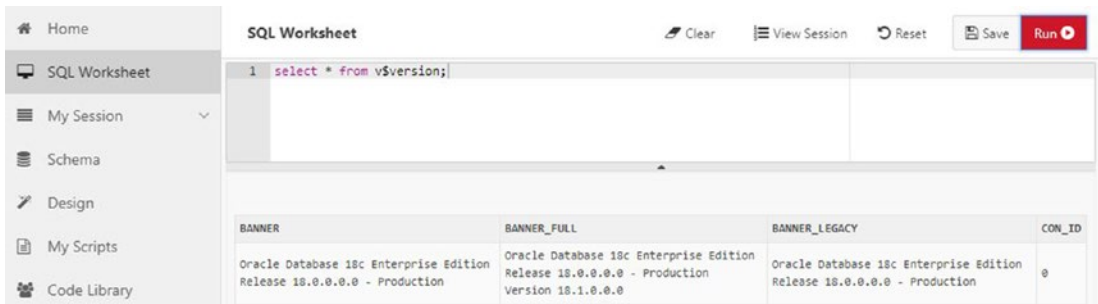 Home
SQL Worksheet
My Session
Schema
Design
My Scripts
Code Library
SQL Worksheet
Clear
View Session
Reset
Save
Run
1 select * from v$version;
BANNER BANNER_FULL BANNER_LEGACY CON_ID
Oracle Database 18c Enterprise Edition
Release 18.0.0.0.0 - Production
Oracle Database 18c Enterprise Edition
Release 18.0.0.0.0 - Production
Version 18.1.0.0.0
Oracle Database 18c Enterprise Edition
Release 18.0.0.0.0 - Production
0